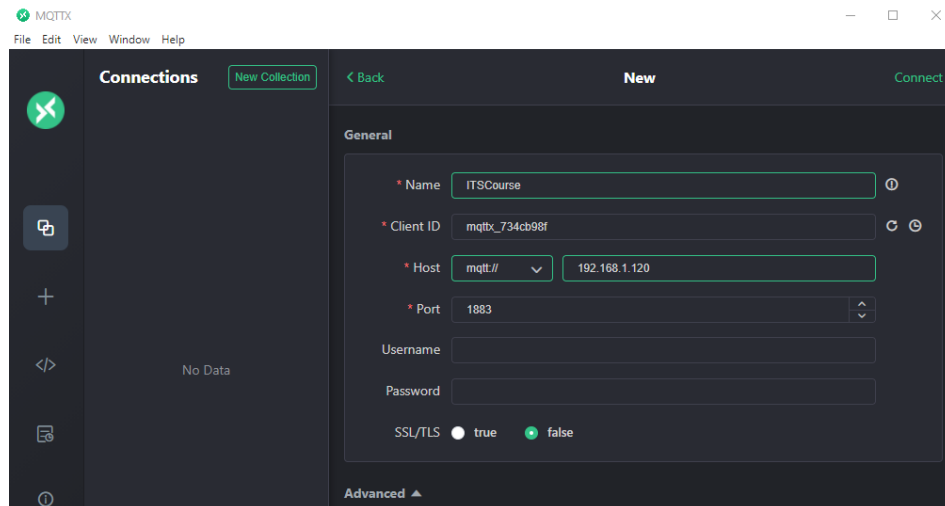 MQTTX
File Edit View Window Help
Connections New Collection
< Back New Connect
General
* Name ITSCourse
* Client ID mqttx_734cb98f
* Host mqtt:// 192.168.1.120
* Port 1883
Username
Password
SSL/TLS true false
No Data
Advanced